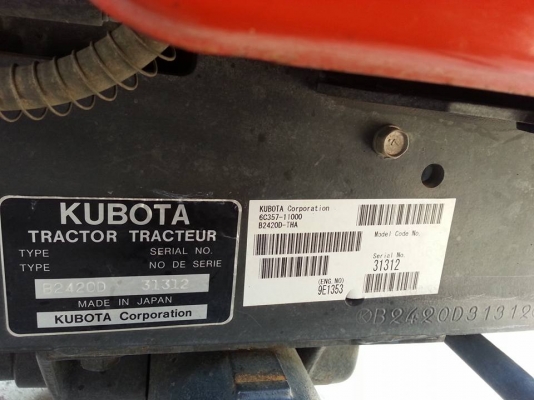 KUBOTA
TRACTOR TRACTEUR
TYPE SERIAL NO.
TYPE NO DE SERIE
B2420D 31312
MADE IN JAPAN
KUBOTA Corporation
KUBOTA Corporation
6C357-11000
B2420D-THA
Model Code No.
Serial No.
31312
(ENG.NO)
9E1353
B2420D31312